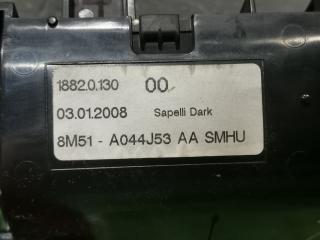 1882.0.130 00
03.01.2008 Sapelli Dark
8M51 - A044J53 AA SMHU